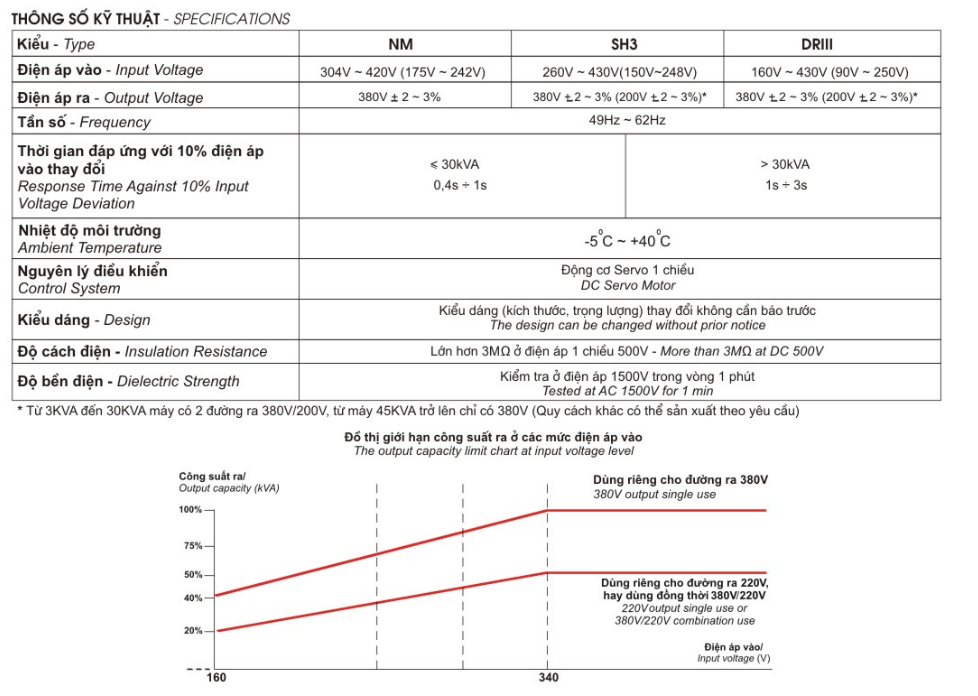 THÔNG SỐ KỸ THUẬT - SPECIFICATIONS
Kiểu - Type NM SH3 DRIII
Điện áp vào - Input Voltage 304V ~ 420V (175V ~ 242V) 260V ~ 430V(150V~248V) 160V ~ 430V (90V ~ 250V)
Điện áp ra - Output Voltage 380V ± 2 ~ 3% 380V ± 2 ~ 3% (200V ± 2 ~ 3%)* 380V ± 2 ~ 3% (200V ± 2 ~ 3%)*
Tần số - Frequency 49Hz ~ 62Hz
Thời gian đáp ứng với 10% điện áp
vào thay đổi
Response Time Against 10% Input
Voltage Deviation
≤ 30kVA
0,4s ÷ 1s
> 30kVA
1s ÷ 3s
Nhiệt độ môi trường
Ambient Temperature
-5°C ~ +40°C
Nguyên lý điều khiển
Control System
Động cơ Servo 1 chiều
DC Servo Motor
Kiểu dáng - Design
Kiểu dáng (kích thước, trọng lượng) thay đổi không cần báo trước
The design can be changed without prior notice
Độ cách điện - Insulation Resistance Lớn hơn 3MΩ ở điện áp 1 chiều 500V - More than 3MΩ at DC 500V
Độ bền điện - Dielectric Strength
Kiểm tra ở điện áp 1500V trong vòng 1 phút
Tested at AC 1500V for 1 min
* Từ 3KVA đến 30KVA máy có 2 đường ra 380V/200V, từ máy 45KVA trở lên chỉ có 380V (Quy cách khác có thể sản xuất theo yêu cầu)
Đồ thị giới hạn công suất ra ở các mức điện áp vào
The output capacity limit chart at input voltage level
Công suất ra/
Output capacity (kVA)
Dùng riêng cho đường ra 380V
380V output single use
100%
75%
50%
40%
20%
Dùng riêng cho đường ra 220V,
hay dùng đồng thời 380V/220V
220V output single use or
380V/220V combination use
Điện áp vào/
Input voltage (V)
160
340